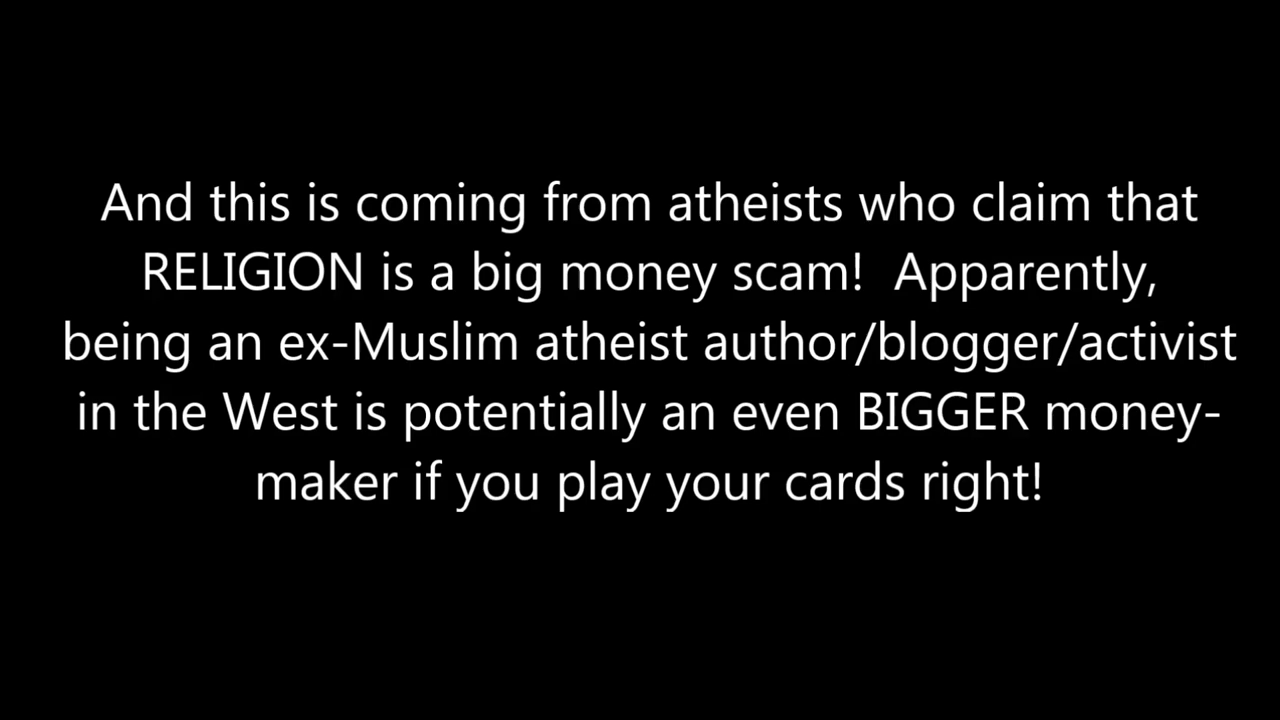 And this is coming from atheists who claim that
RELIGION is a big money scam!  Apparently,
being an ex-Muslim atheist author/blogger/activist
in the West is potentially an even BIGGER money-
maker if you play your cards right!